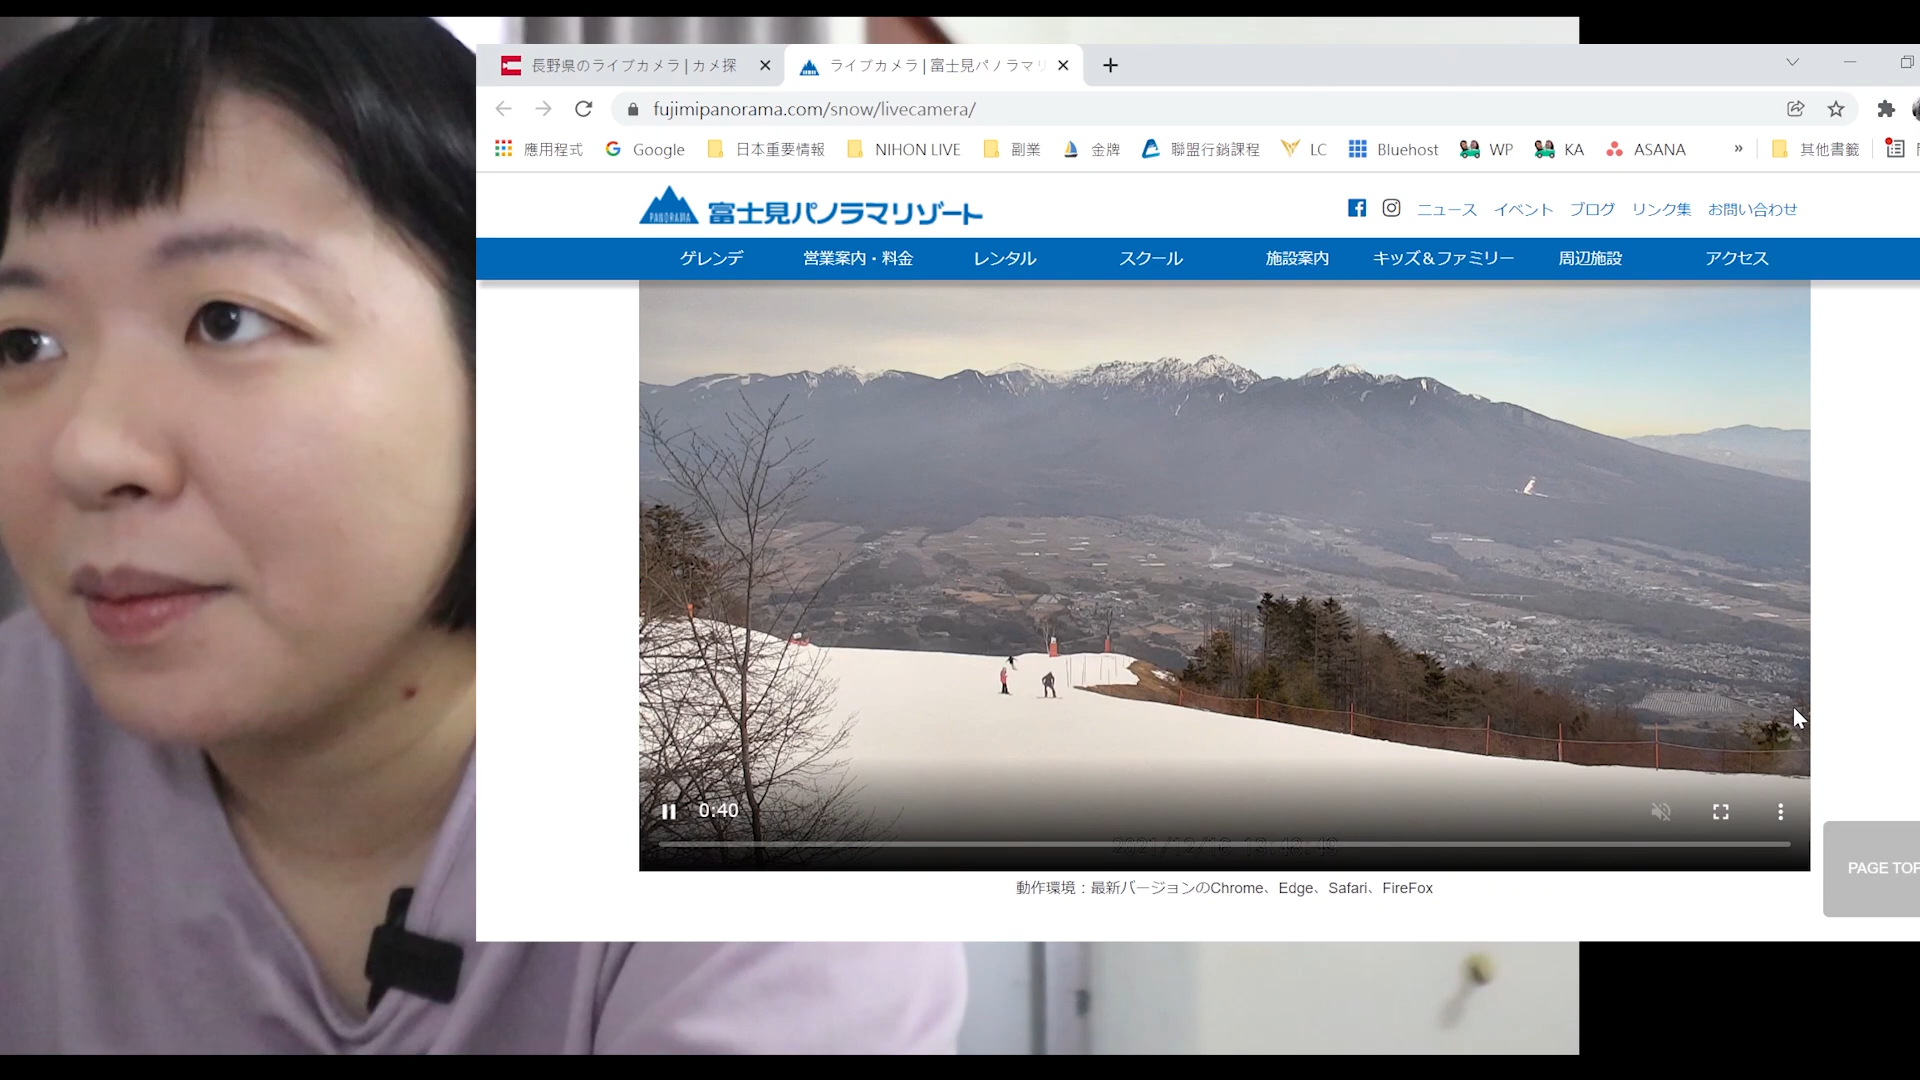 長野県のライブカメラ | カメ探
ライブカメラ | 富士見パノラマリ
fujimipanorama.com/snow/livecamera/
應用程式 Google 日本重要情報 NIHON LIVE 副業 金牌 聯盟行銷課程 LC Bluehost WP KA ASANA » 其他書籤
PANORAMA 富士見パノラマリゾート
ニュース イベント ブログ リンク集 お問い合わせ
ゲレンデ 営業案内・料金 レンタル スクール 施設案内 キッズ＆ファミリー 周辺施設 アクセス
0:40
動作環境：最新バージョンのChrome、Edge、Safari、FireFox
PAGE TOP